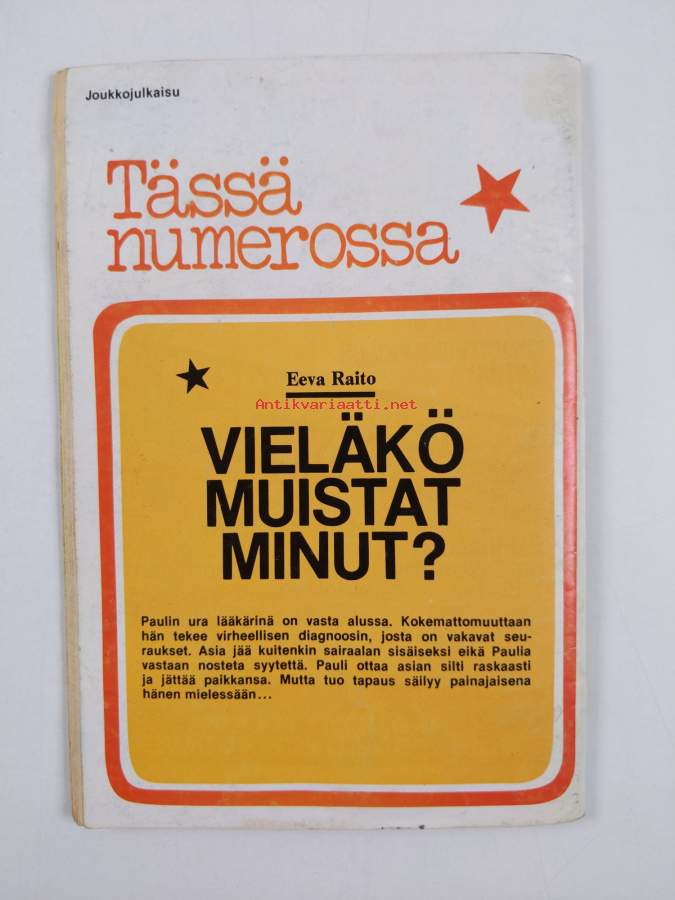 Joukkojulkaisu
Tässä
numerossa
Eeva Raito
Antikvariaatti.net
VIELÄKÖ
MUISTAT
MINUT?
Paulin ura lääkärinä on vasta alussa. Kokemattomuuttaan
hän tekee virheellisen diagnoosin, josta on vakavat seu-
raukset. Asia jää kuitenkin sairaalan sisäiseksi eikä Paulia
vastaan nosteta syytettä. Pauli ottaa asian silti raskaasti
ja jättää paikkansa. Mutta tuo tapaus säilyy painajaisena
hänen mielessään...